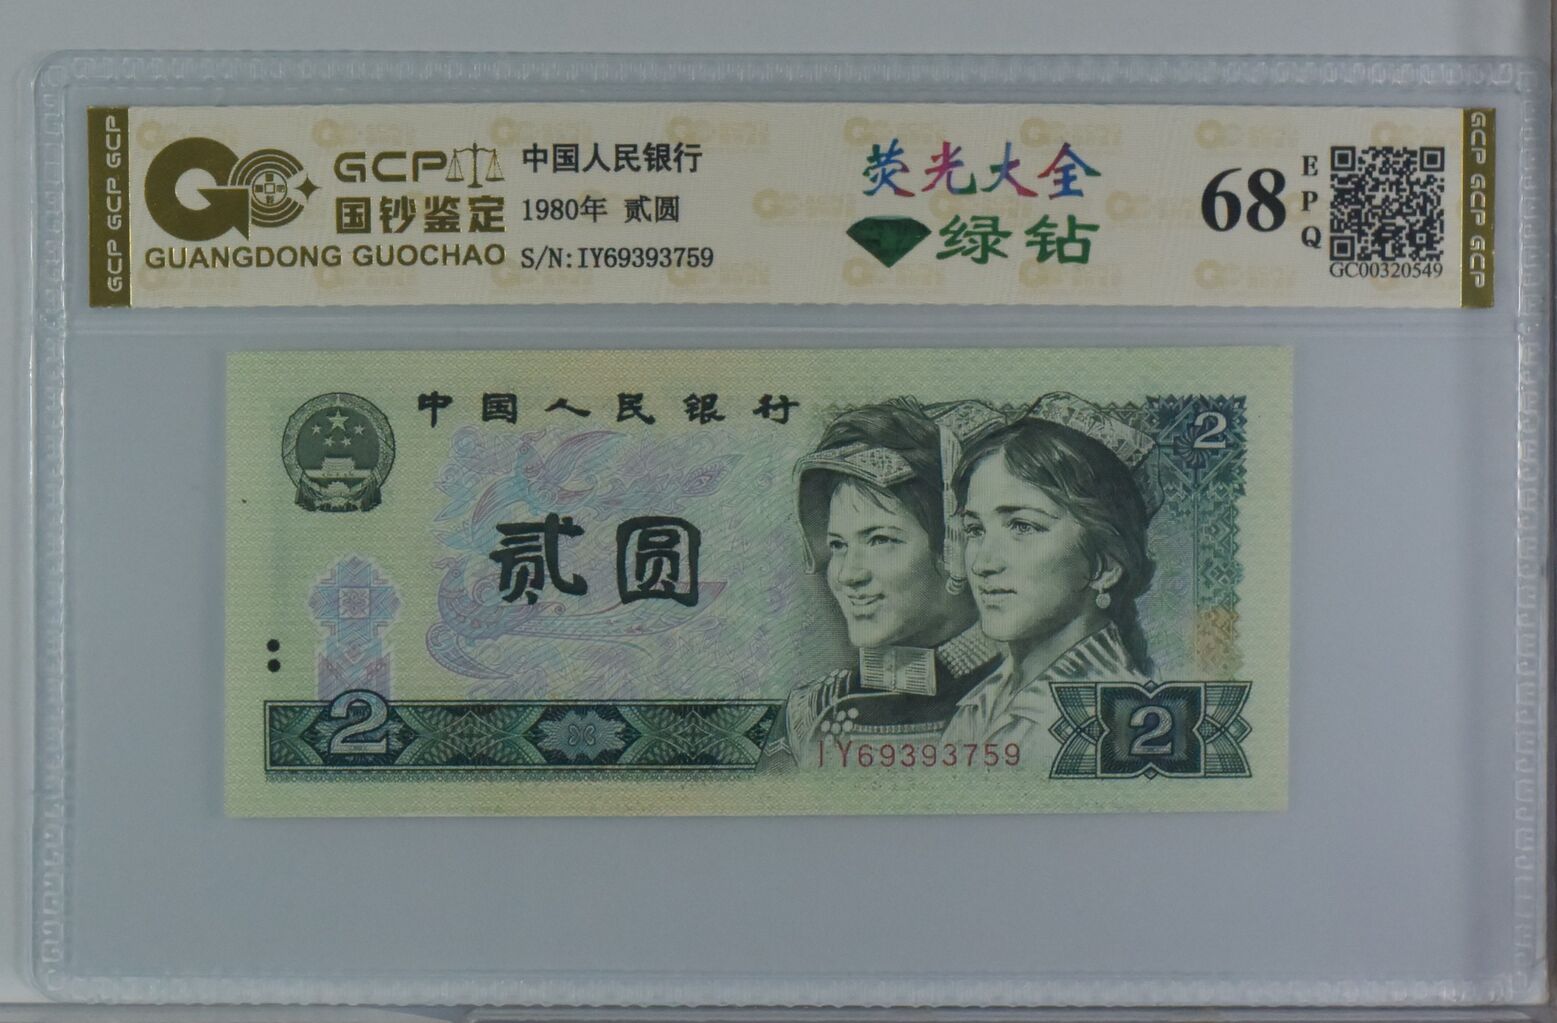 GCP
国钞鉴定
GUANGDONG GUOCHAO
中国人民银行
1980年 贰圆
S/N:IY69393759
荧光大全
绿钻
68
EPQ
GC00320549
GCP GCP GCP
GCP GCP GCP
中国人民银行
2
贰圆
2
IY69393759
2